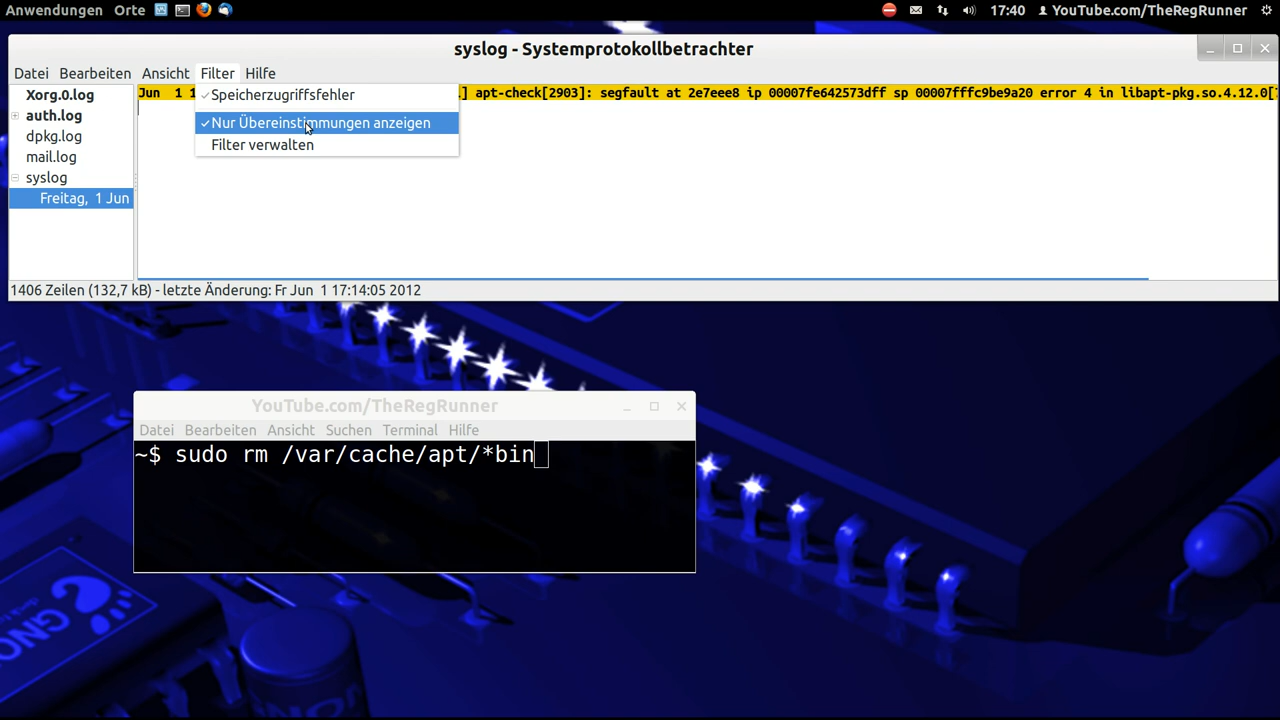 Anwendungen Orte 17:40 YouTube.com/TheRegRunner
syslog - Systemprotokollbetrachter
Datei Bearbeiten Ansicht Filter Hilfe
Xorg.0.log
auth.log
dpkg.log
mail.log
syslog
Freitag, 1 Jun
Speicherzugriffsfehler
Nur Übereinstimmungen anzeigen
Filter verwalten
Jun 1 1 ] apt-check[2903]: segfault at 2e7eee8 ip 00007fe642573dff sp 00007fffc9be9a20 error 4 in libapt-pkg.so.4.12.0[
1406 Zeilen (132,7 kB) - letzte Änderung: Fr Jun 1 17:14:05 2012
YouTube.com/TheRegRunner
Datei Bearbeiten Ansicht Suchen Terminal Hilfe
~$ sudo rm /var/cache/apt/*bin
GNO